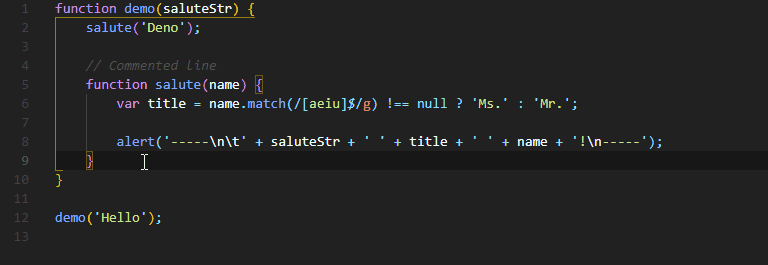 1 function demo(saluteStr) {
2     salute('Deno');
3
4     // Commented line
5     function salute(name) {
6         var title = name.match(/[aeiu]$/g) !== null ? 'Ms.' : 'Mr.';
7
8         alert('-----\n\t' + saluteStr + ' ' + title + ' ' + name + '!\n-----');
9     }
10 }
11
12 demo('Hello');
13